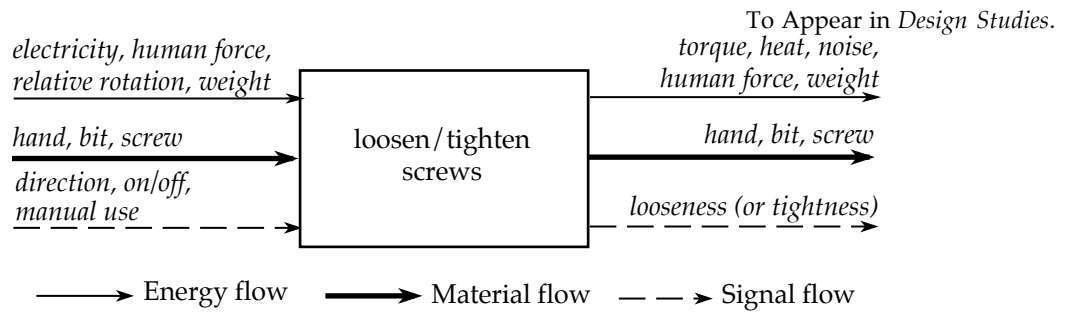 To Appear in Design Studies.
electricity, human force,
relative rotation, weight
torque, heat, noise,
human force, weight
hand, bit, screw
loosen/tighten
screws
hand, bit, screw
direction, on/off,
manual use
looseness (or tightness)
Energy flow
Material flow
Signal flow